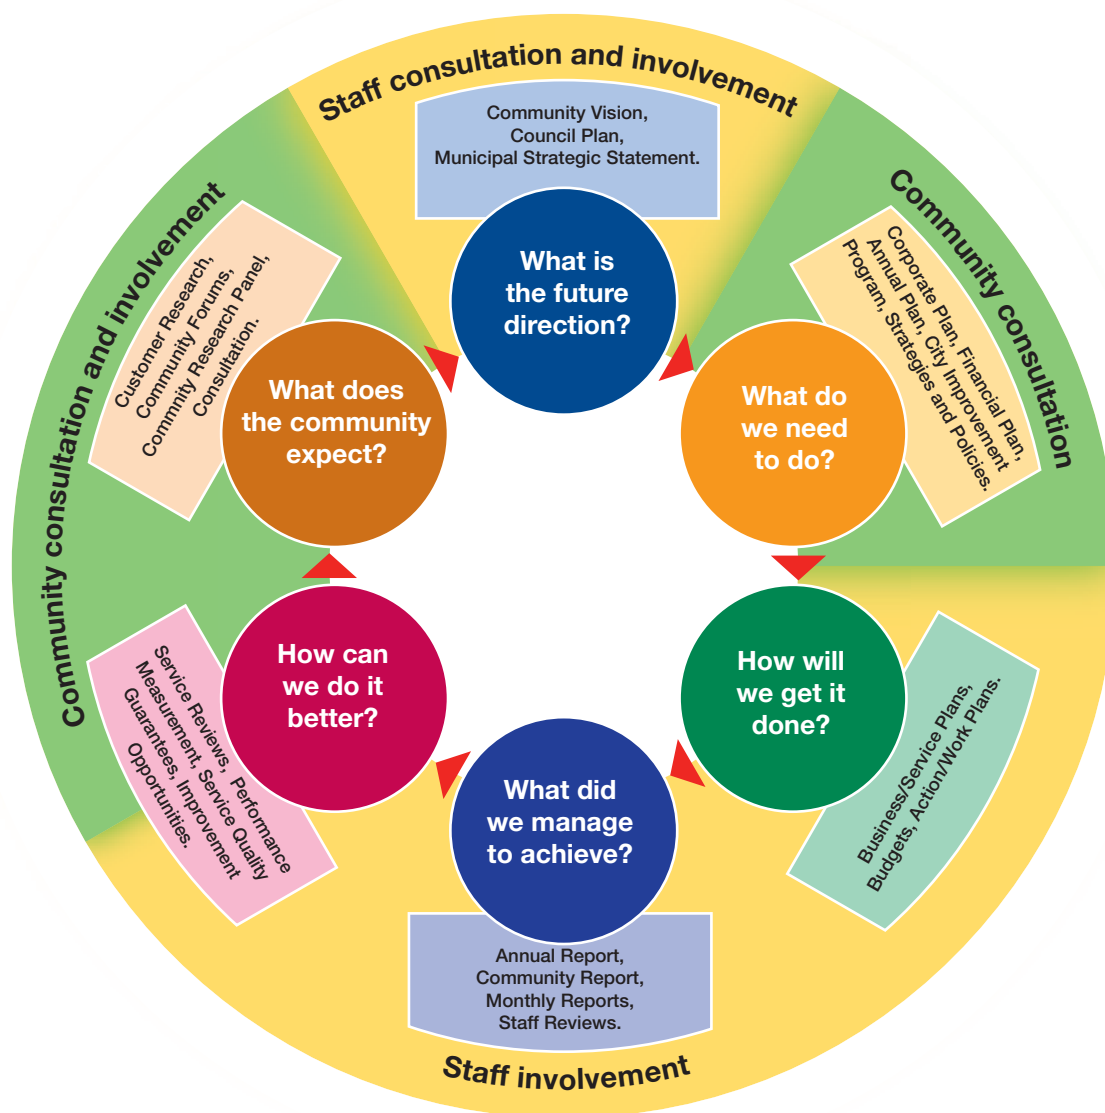 Staff consultation and involvement
Community Vision,
Council Plan,
Municipal Strategic Statement.
What is
the future
direction?
Community consultation
Corporate Plan, Financial Plan,
Annual Plan, City Improvement
Program, Strategies and Policies.
What do
we need
to do?
How will
we get it
done?
Business/Service Plans,
Budgets, Action/Work Plans.
What did
we manage
to achieve?
Annual Report,
Community Report,
Monthly Reports,
Staff Reviews.
Staff involvement
How can
we do it
better?
Service Reviews, Performance
Measurement, Service Quality
Guarantees, Improvement
Opportunities.
Community consultation and involvement
Customer Research,
Community Forums,
Commnity Research Panel,
Consultation.
What does
the community
expect?